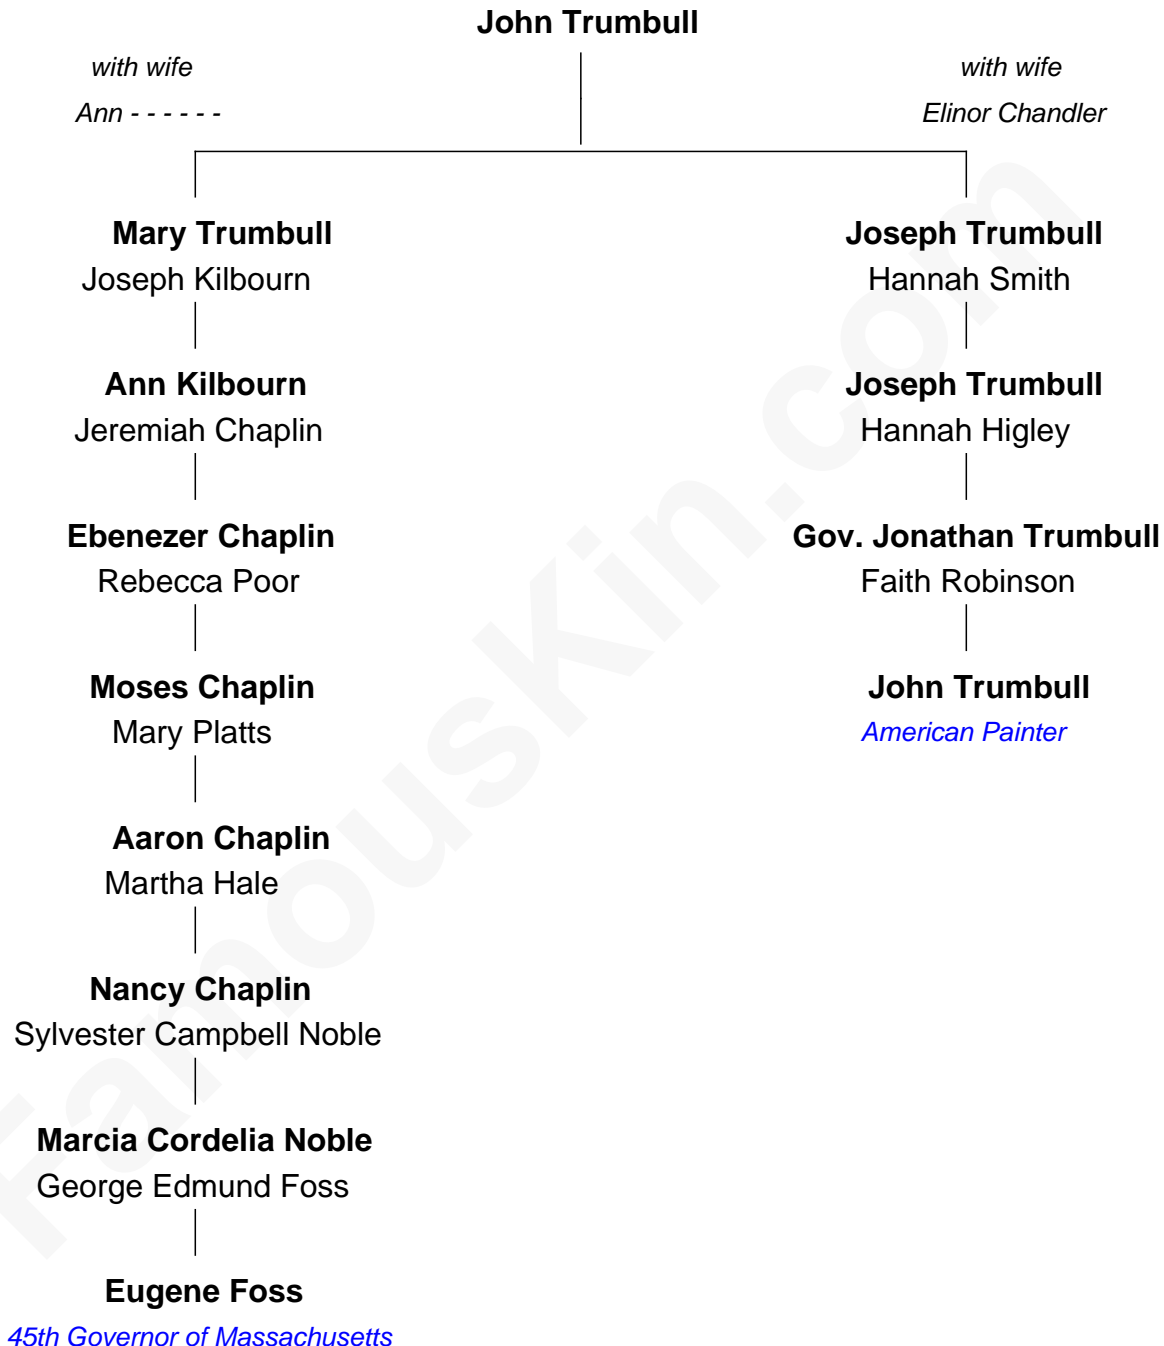 John Trumbull
with wife
with wife
Ann - - - - - -
Elinor Chandler
Mary Trumbull
Joseph Trumbull
Joseph Kilbourn
Hannah Smith
Ann Kilbourn
Joseph Trumbull
Jeremiah Chaplin
Hannah Higley
Ebenezer Chaplin
Gov. Jonathan Trumbull
Rebecca Poor
Faith Robinson
Moses Chaplin
John Trumbull
Mary Platts
American Painter
Aaron Chaplin
Martha Hale
Nancy Chaplin
Sylvester Campbell Noble
Marcia Cordelia Noble
George Edmund Foss
Eugene Foss
45th Governor of Massachusetts
FamousKin.com